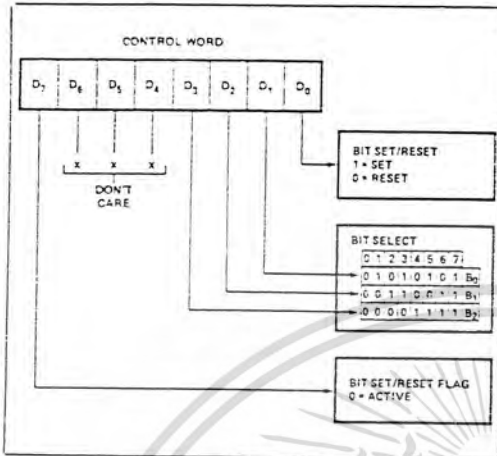 CONTROL WORD
D7 D6 D5 D4 D3 D2 D1 D0
X X X
DON'T
CARE
BIT SET/RESET
1 = SET
0 = RESET
BIT SELECT
0 1 2 3 4 5 6 7
0 1 0 1 0 1 0 1 B0
0 0 1 1 0 0 1 1 B1
0 0 0 0 1 1 1 1 B2
BIT SET/RESET FLAG
0 = ACTIVE